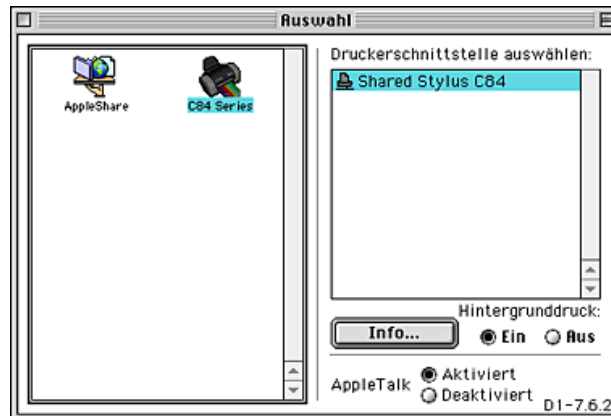 Auswahl
AppleShare
C84 Series
Druckerschnittstelle auswählen:
Shared Stylus C84
Hintergrunddruck:
Info...
Ein Aus
AppleTalk
Aktiviert
Deaktiviert
D1-7.6.2